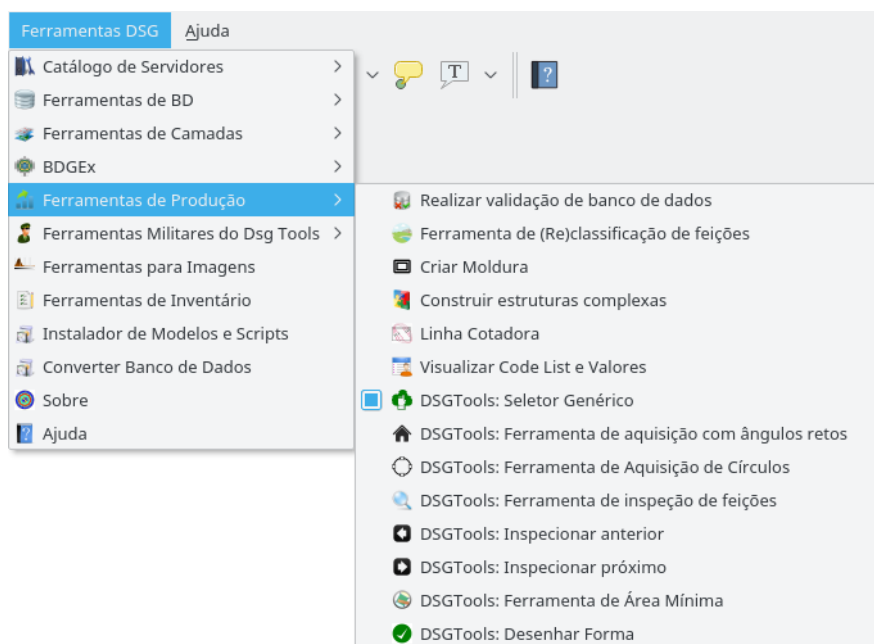 Ferramentas DSG Ajuda
Catálogo de Servidores
Ferramentas de BD
Ferramentas de Camadas
BDGEx
Ferramentas de Produção
Ferramentas Militares do Dsg Tools
Ferramentas para Imagens
Ferramentas de Inventário
Instalador de Modelos e Scripts
Converter Banco de Dados
Sobre
Ajuda
T
?
Realizar validação de banco de dados
Ferramenta de (Re)classificação de feições
Criar Moldura
Construir estruturas complexas
Linha Cotadora
Visualizar Code List e Valores
DSGTools: Seletor Genérico
DSGTools: Ferramenta de aquisição com ângulos retos
DSGTools: Ferramenta de Aquisição de Círculos
DSGTools: Ferramenta de inspeção de feições
DSGTools: Inspecionar anterior
DSGTools: Inspecionar próximo
DSGTools: Ferramenta de Área Mínima
DSGTools: Desenhar Forma